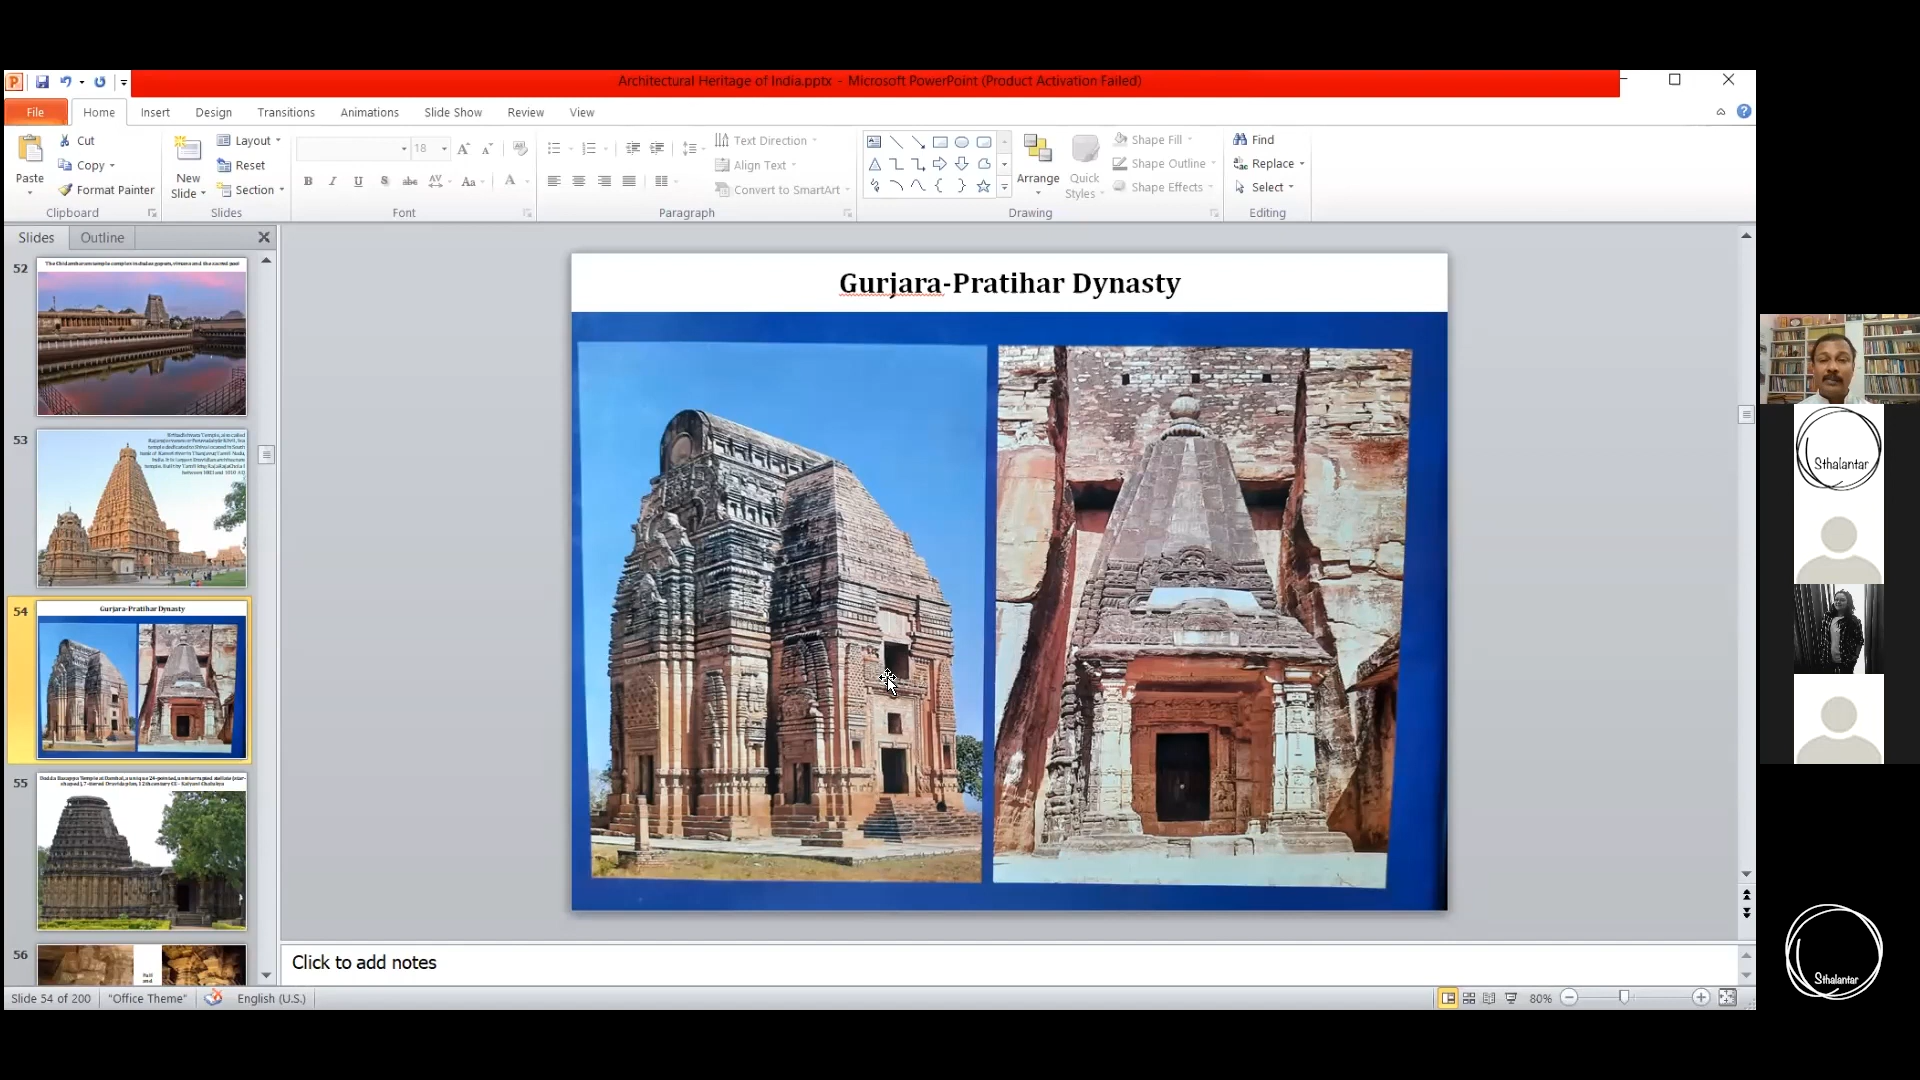 Architectural Heritage of India.pptx - Microsoft PowerPoint (Product Activation Failed)
File Home Insert Design Transitions Animations Slide Show Review View
Paste
Cut
Copy
Format Painter
Clipboard
New Slide
Layout
Reset
Section
Slides
18
Font
Text Direction
Align Text
Convert to SmartArt
Paragraph
Arrange
Quick Styles
Shape Fill
Shape Outline
Shape Effects
Drawing
Find
Replace
Select
Editing
Slides Outline
52
53
54
Gurjara-Pratihar Dynasty
55
56
Gurjara-Pratihar Dynasty
Click to add notes
Slide 54 of 200 "Office Theme" English (U.S.) 80%
Sthalantar
Sthalantar